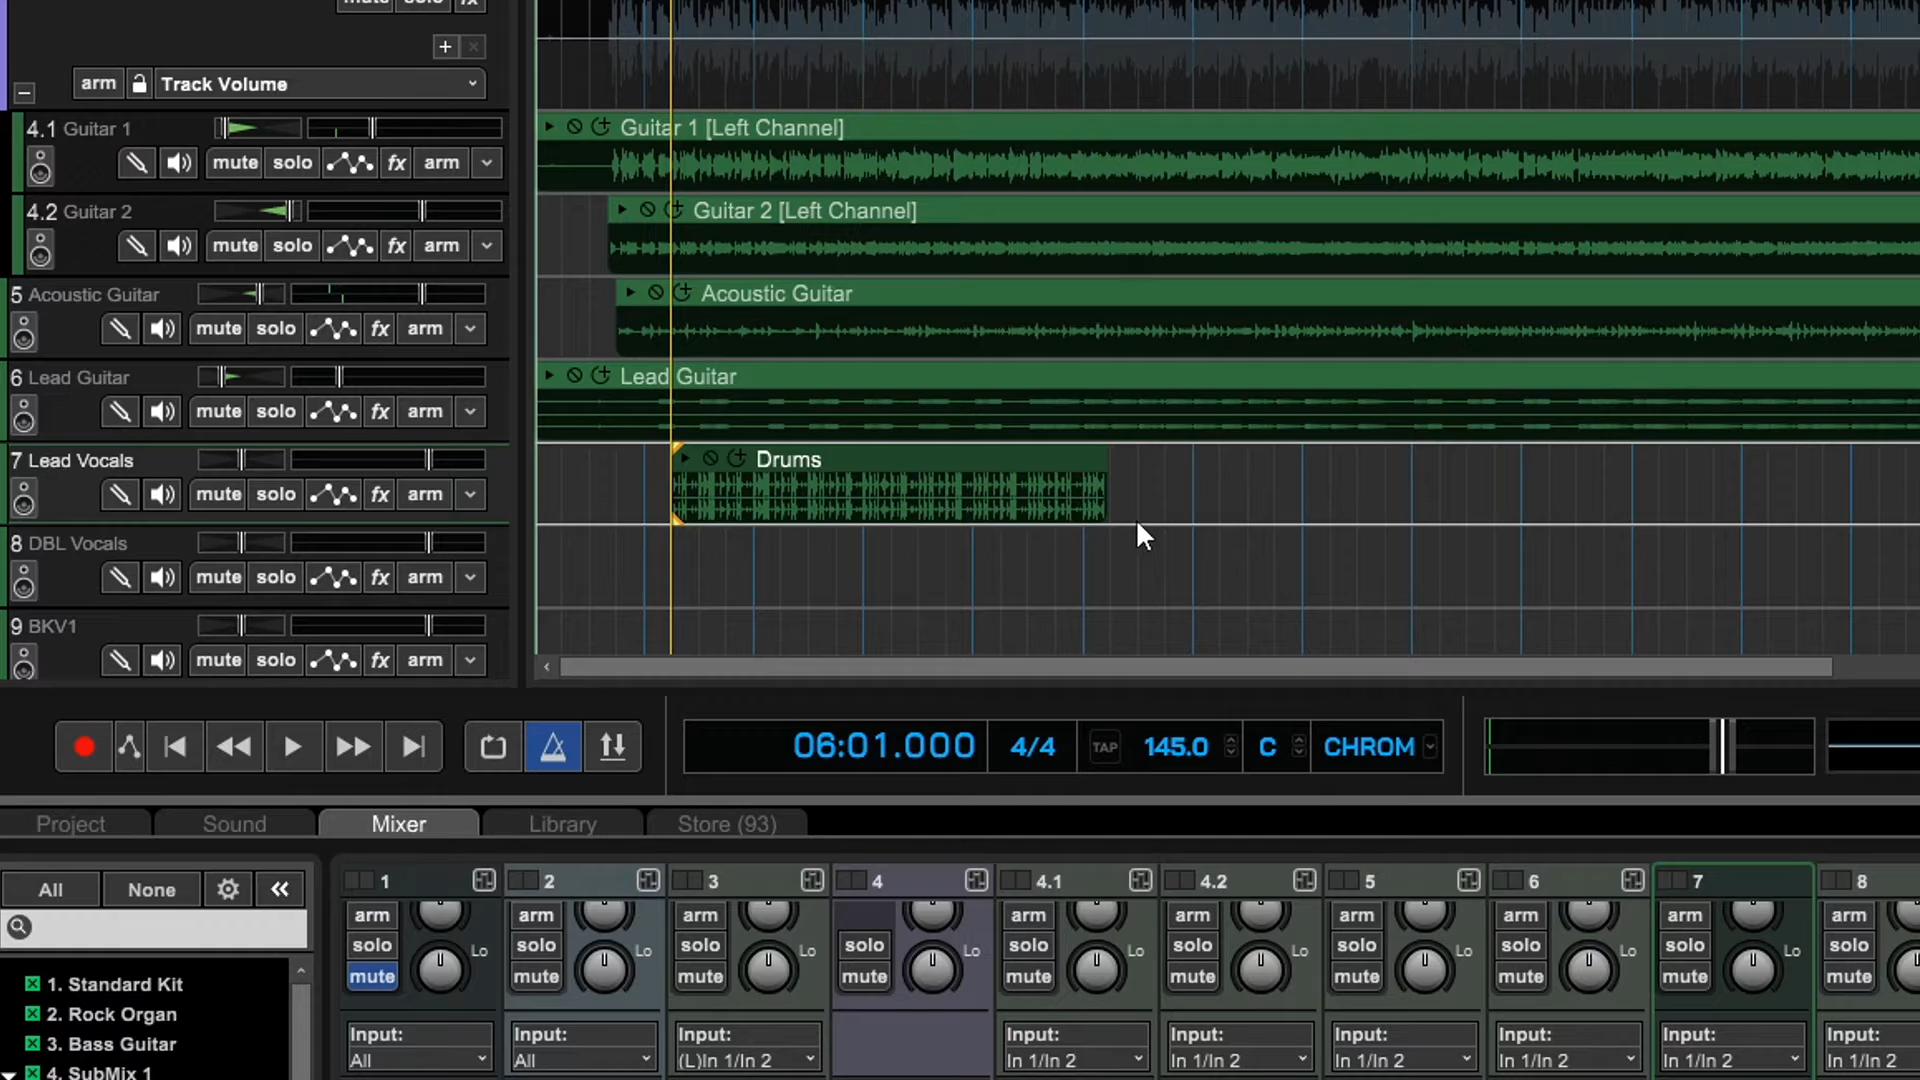 mute solo fx
arm Track Volume
4.1 Guitar 1
mute solo fx arm
4.2 Guitar 2
mute solo fx arm
5 Acoustic Guitar
mute solo fx arm
6 Lead Guitar
mute solo fx arm
7 Lead Vocals
mute solo fx arm
8 DBL Vocals
mute solo fx arm
9 BKV1
mute solo fx arm
Guitar 1 [Left Channel]
Guitar 2 [Left Channel]
Acoustic Guitar
Lead Guitar
Drums
06:01.000 4/4 TAP 145.0 C CHROM
Project Sound Mixer Library Store (93)
All None
1. Standard Kit
2. Rock Organ
3. Bass Guitar
4. SubMix 1
1 2 3 4 4.1 4.2 5 6 7 8
arm arm arm arm arm arm arm arm arm
solo solo solo solo solo solo solo solo solo solo
Lo Lo Lo Lo Lo Lo Lo Lo Lo
mute mute mute mute mute mute mute mute mute mute
Input: Input: Input: Input: Input: Input: Input: Input: Input:
All All (L)In 1/In 2 In 1/In 2 In 1/In 2 In 1/In 2 In 1/In 2 In 1/In 2 In 1/In 2